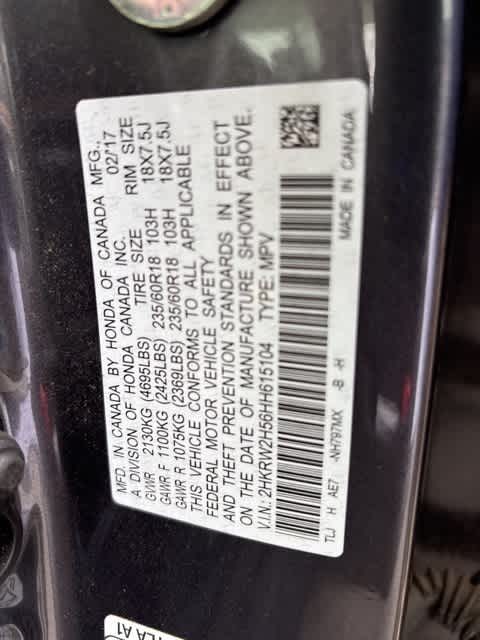 MFD. IN CANADA BY HONDA OF CANADA MFG.,
A DIVISION OF HONDA CANADA INC. 02/17
TIRE SIZE RIM SIZE
GVWR 2130KG (4695LBS)
GAWR F 1100KG (2425LBS) 235/60R18 103H 18X7.5J
GAWR R 1075KG (2369LBS) 235/60R18 103H 18X7.5J
THIS VEHICLE CONFORMS TO ALL APPLICABLE
FEDERAL MOTOR VEHICLE SAFETY
AND THEFT PREVENTION STANDARDS IN EFFECT
ON THE DATE OF MANUFACTURE SHOWN ABOVE.
V.I.N.: 2HKRW2H56HH615104 TYPE: MPV
TLJ H AE7 -NH797MX -B -H
MADE IN CANADA